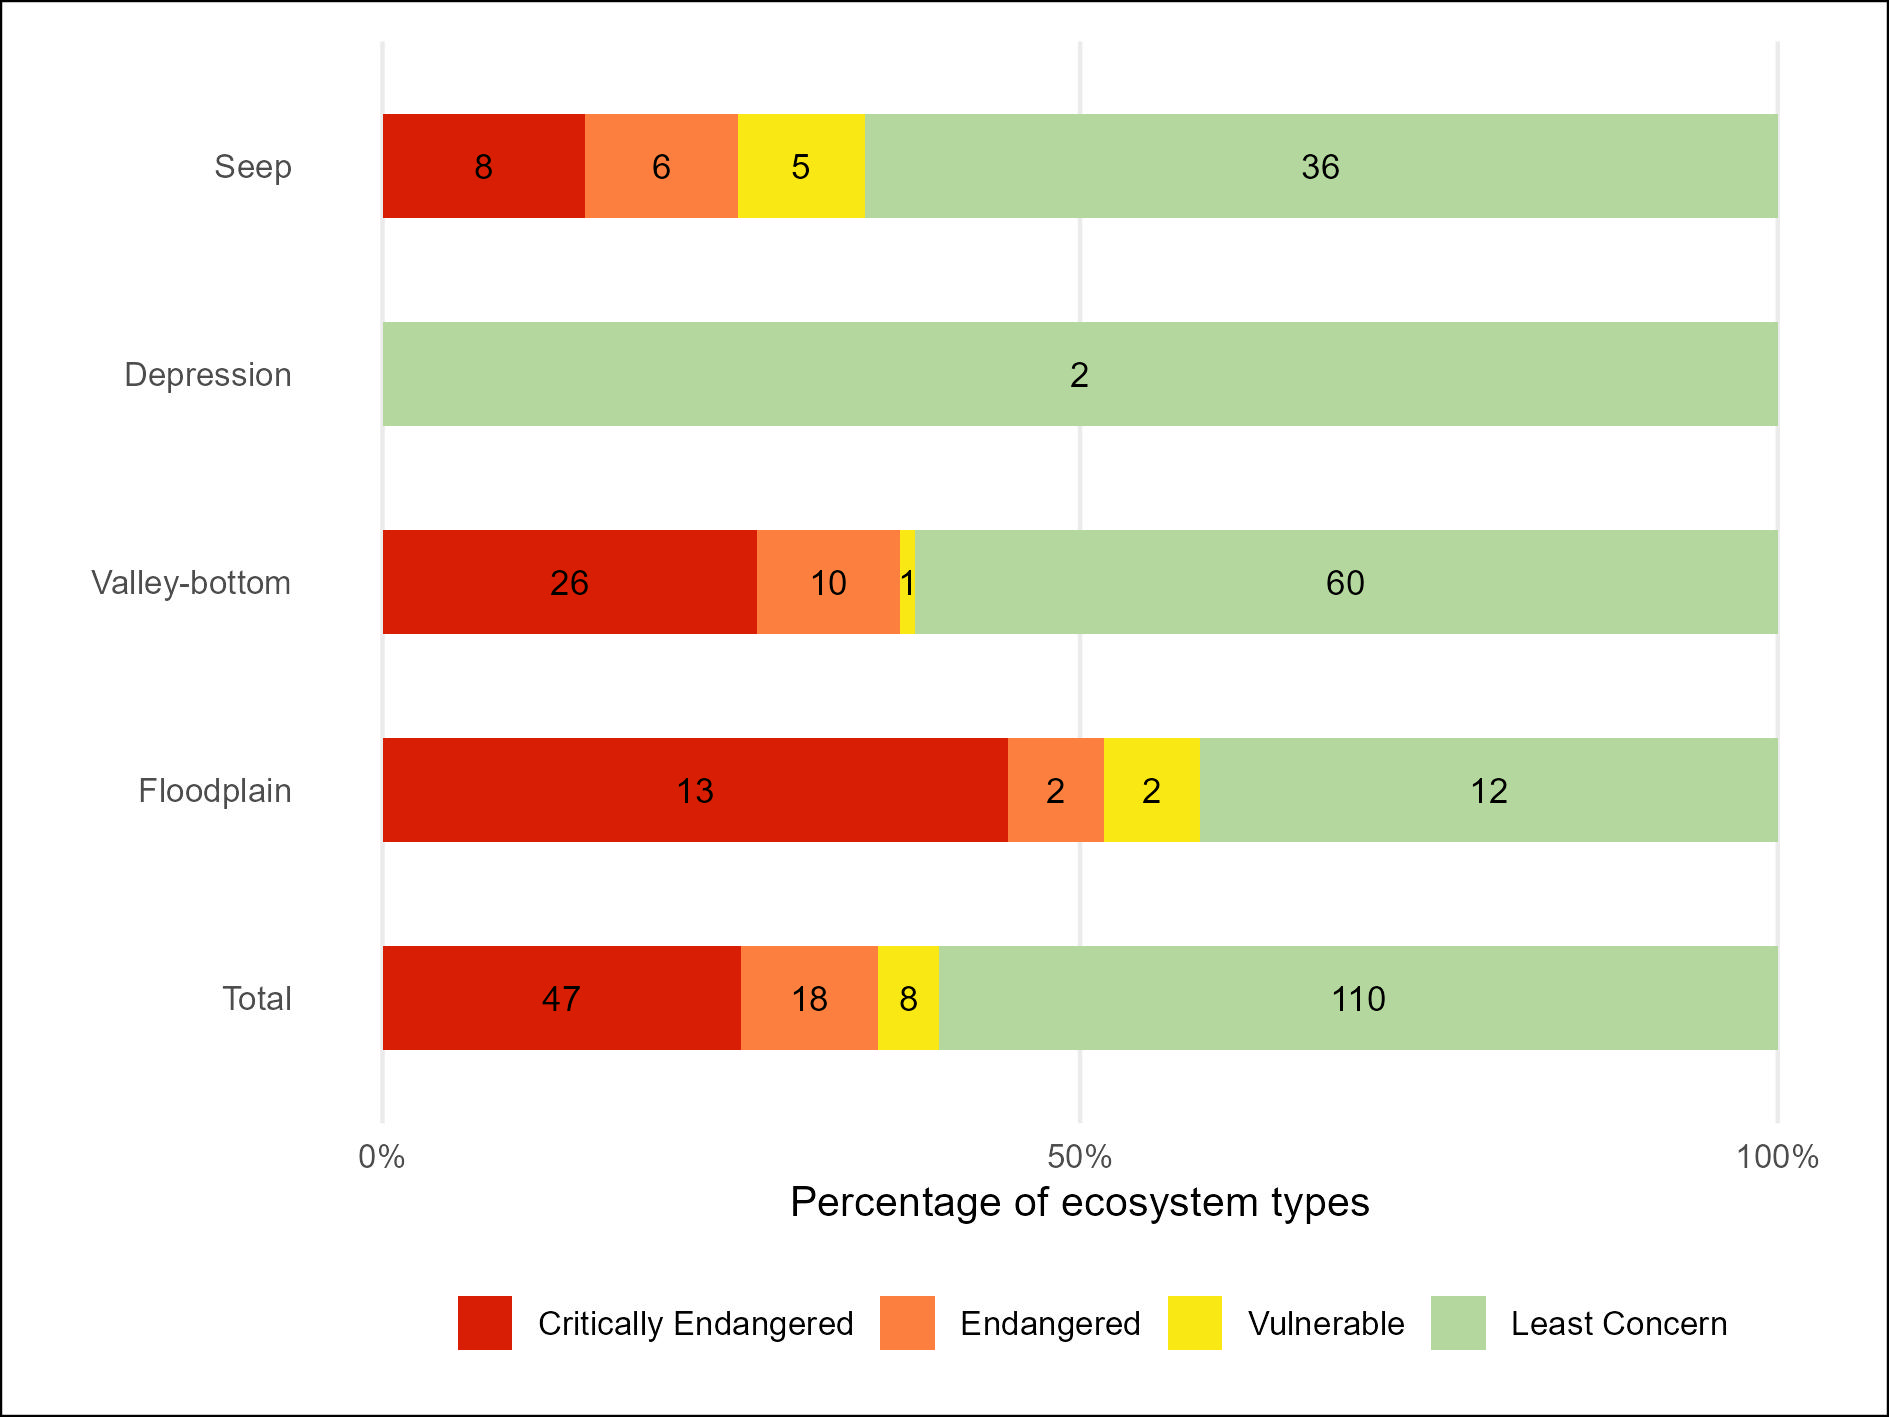 Seep 8 6 5 36
Depression 2
Valley-bottom 26 10 1 60
Floodplain 13 2 2 12
Total 47 18 8 110
0% 50% 100%
Percentage of ecosystem types
Critically Endangered Endangered Vulnerable Least Concern